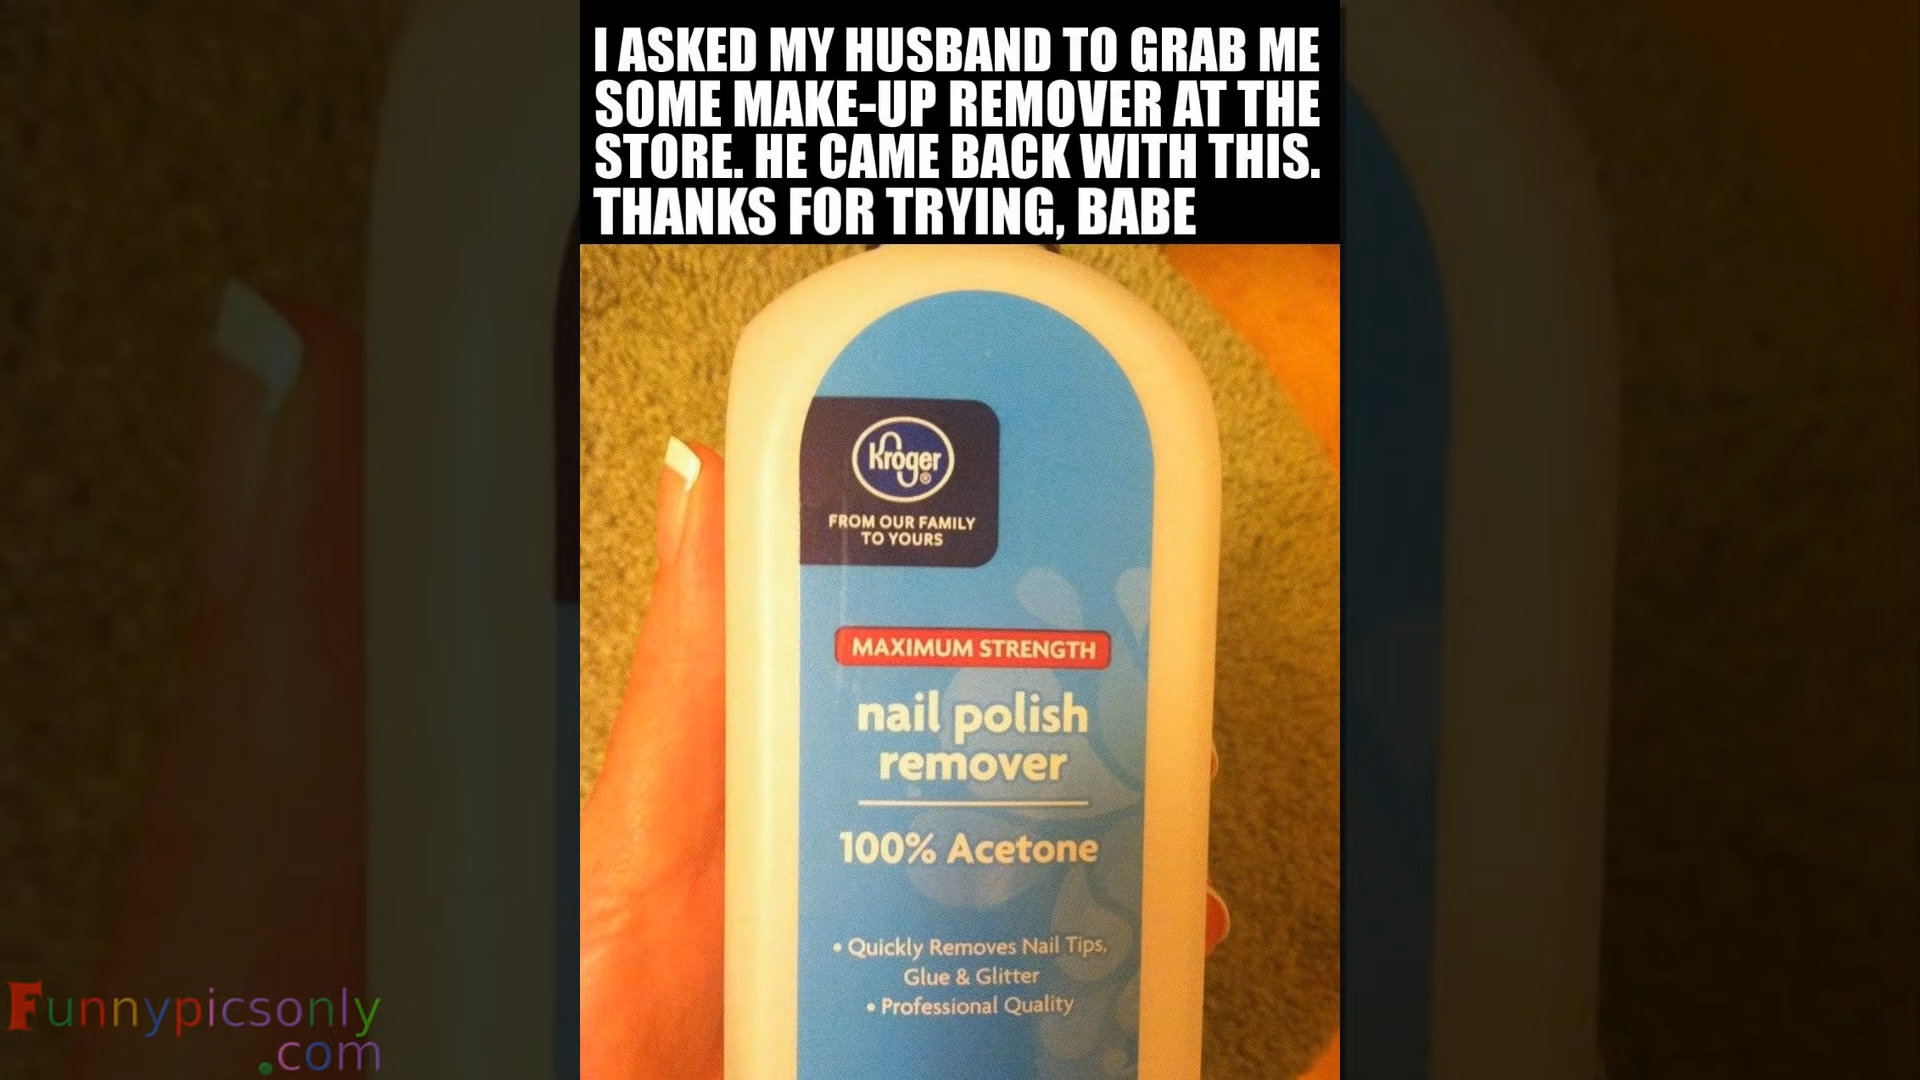 I ASKED MY HUSBAND TO GRAB ME
SOME MAKE-UP REMOVER AT THE
STORE. HE CAME BACK WITH THIS.
THANKS FOR TRYING, BABE
Kroger®
FROM OUR FAMILY
TO YOURS
MAXIMUM STRENGTH
nail polish
remover
100% Acetone
• Quickly Removes Nail Tips,
Glue & Glitter
• Professional Quality
Funnypicsonly
.com